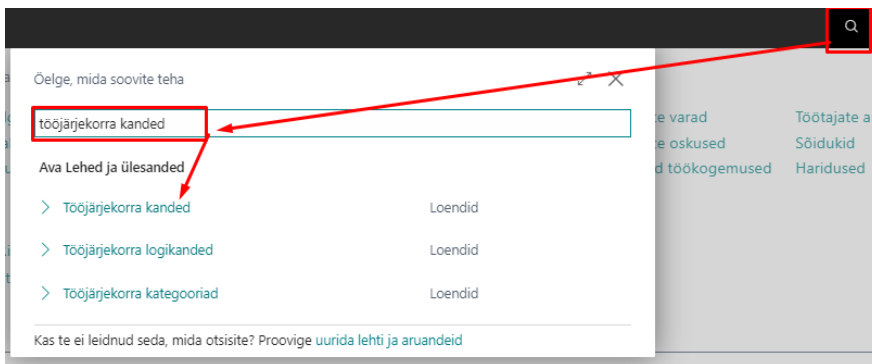 Öelge, mida soovite teha
tööjärjekorra kanded
Ava Lehed ja ülesanded
Tööjärjekorra kanded Loendid
Tööjärjekorra logikanded Loendid
Tööjärjekorra kategooriad Loendid
Kas te ei leidnud seda, mida otsisite? Proovige uurida lehti ja aruandeid
te varad Töötajate a
te oskused Sõidukid
d töökogemused Haridused